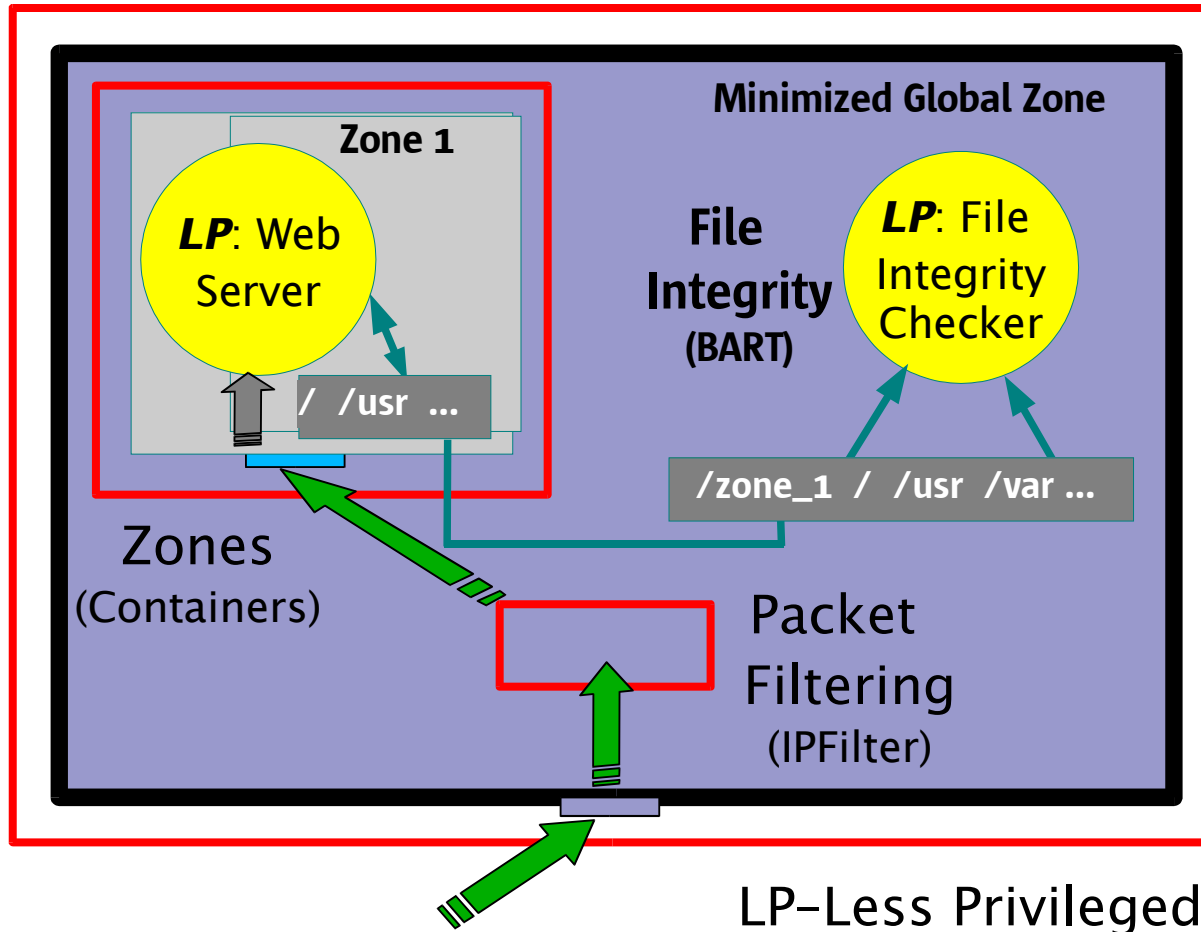 Minimized Global Zone
Zone 1
LP: Web
Server
File
Integrity
(BART)
LP: File
Integrity
Checker
/ /usr ...
/zone_1 / /usr /var ...
Zones
(Containers)
Packet
Filtering
(IPFilter)
LP-Less Privileged